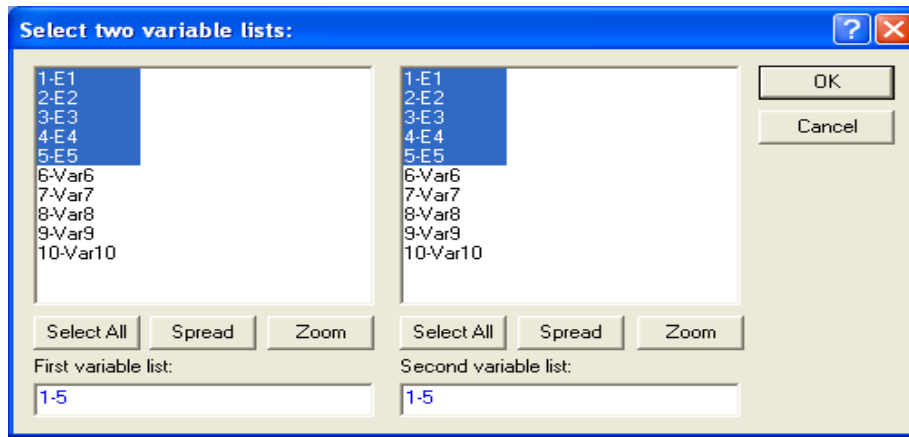 Select two variable lists:
1-E1
2-E2
3-E3
4-E4
5-E5
6-Var6
7-Var7
8-Var8
9-Var9
10-Var10
Select All
Spread
Zoom
First variable list:
1-5
1-E1
2-E2
3-E3
4-E4
5-E5
6-Var6
7-Var7
8-Var8
9-Var9
10-Var10
Select All
Spread
Zoom
Second variable list:
1-5
OK
Cancel